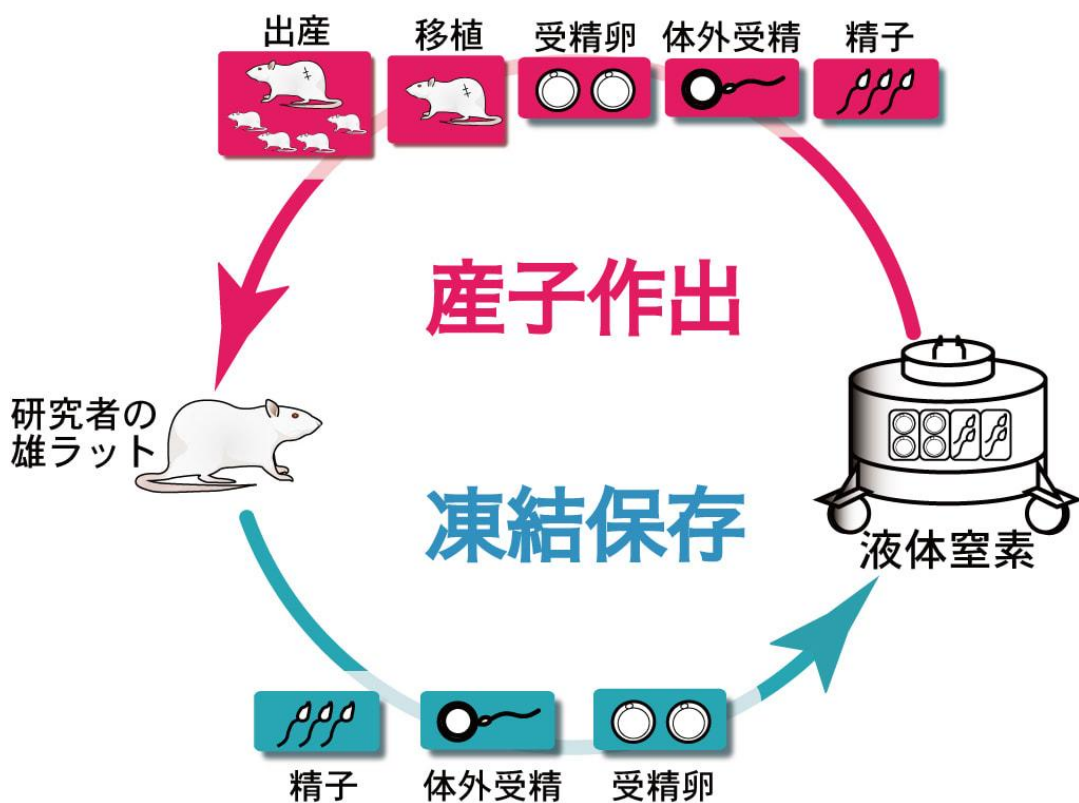 出産
移植
受精卵
体外受精
精子
産子作出
研究者の
雄ラット
凍結保存
液体窒素
精子
体外受精
受精卵